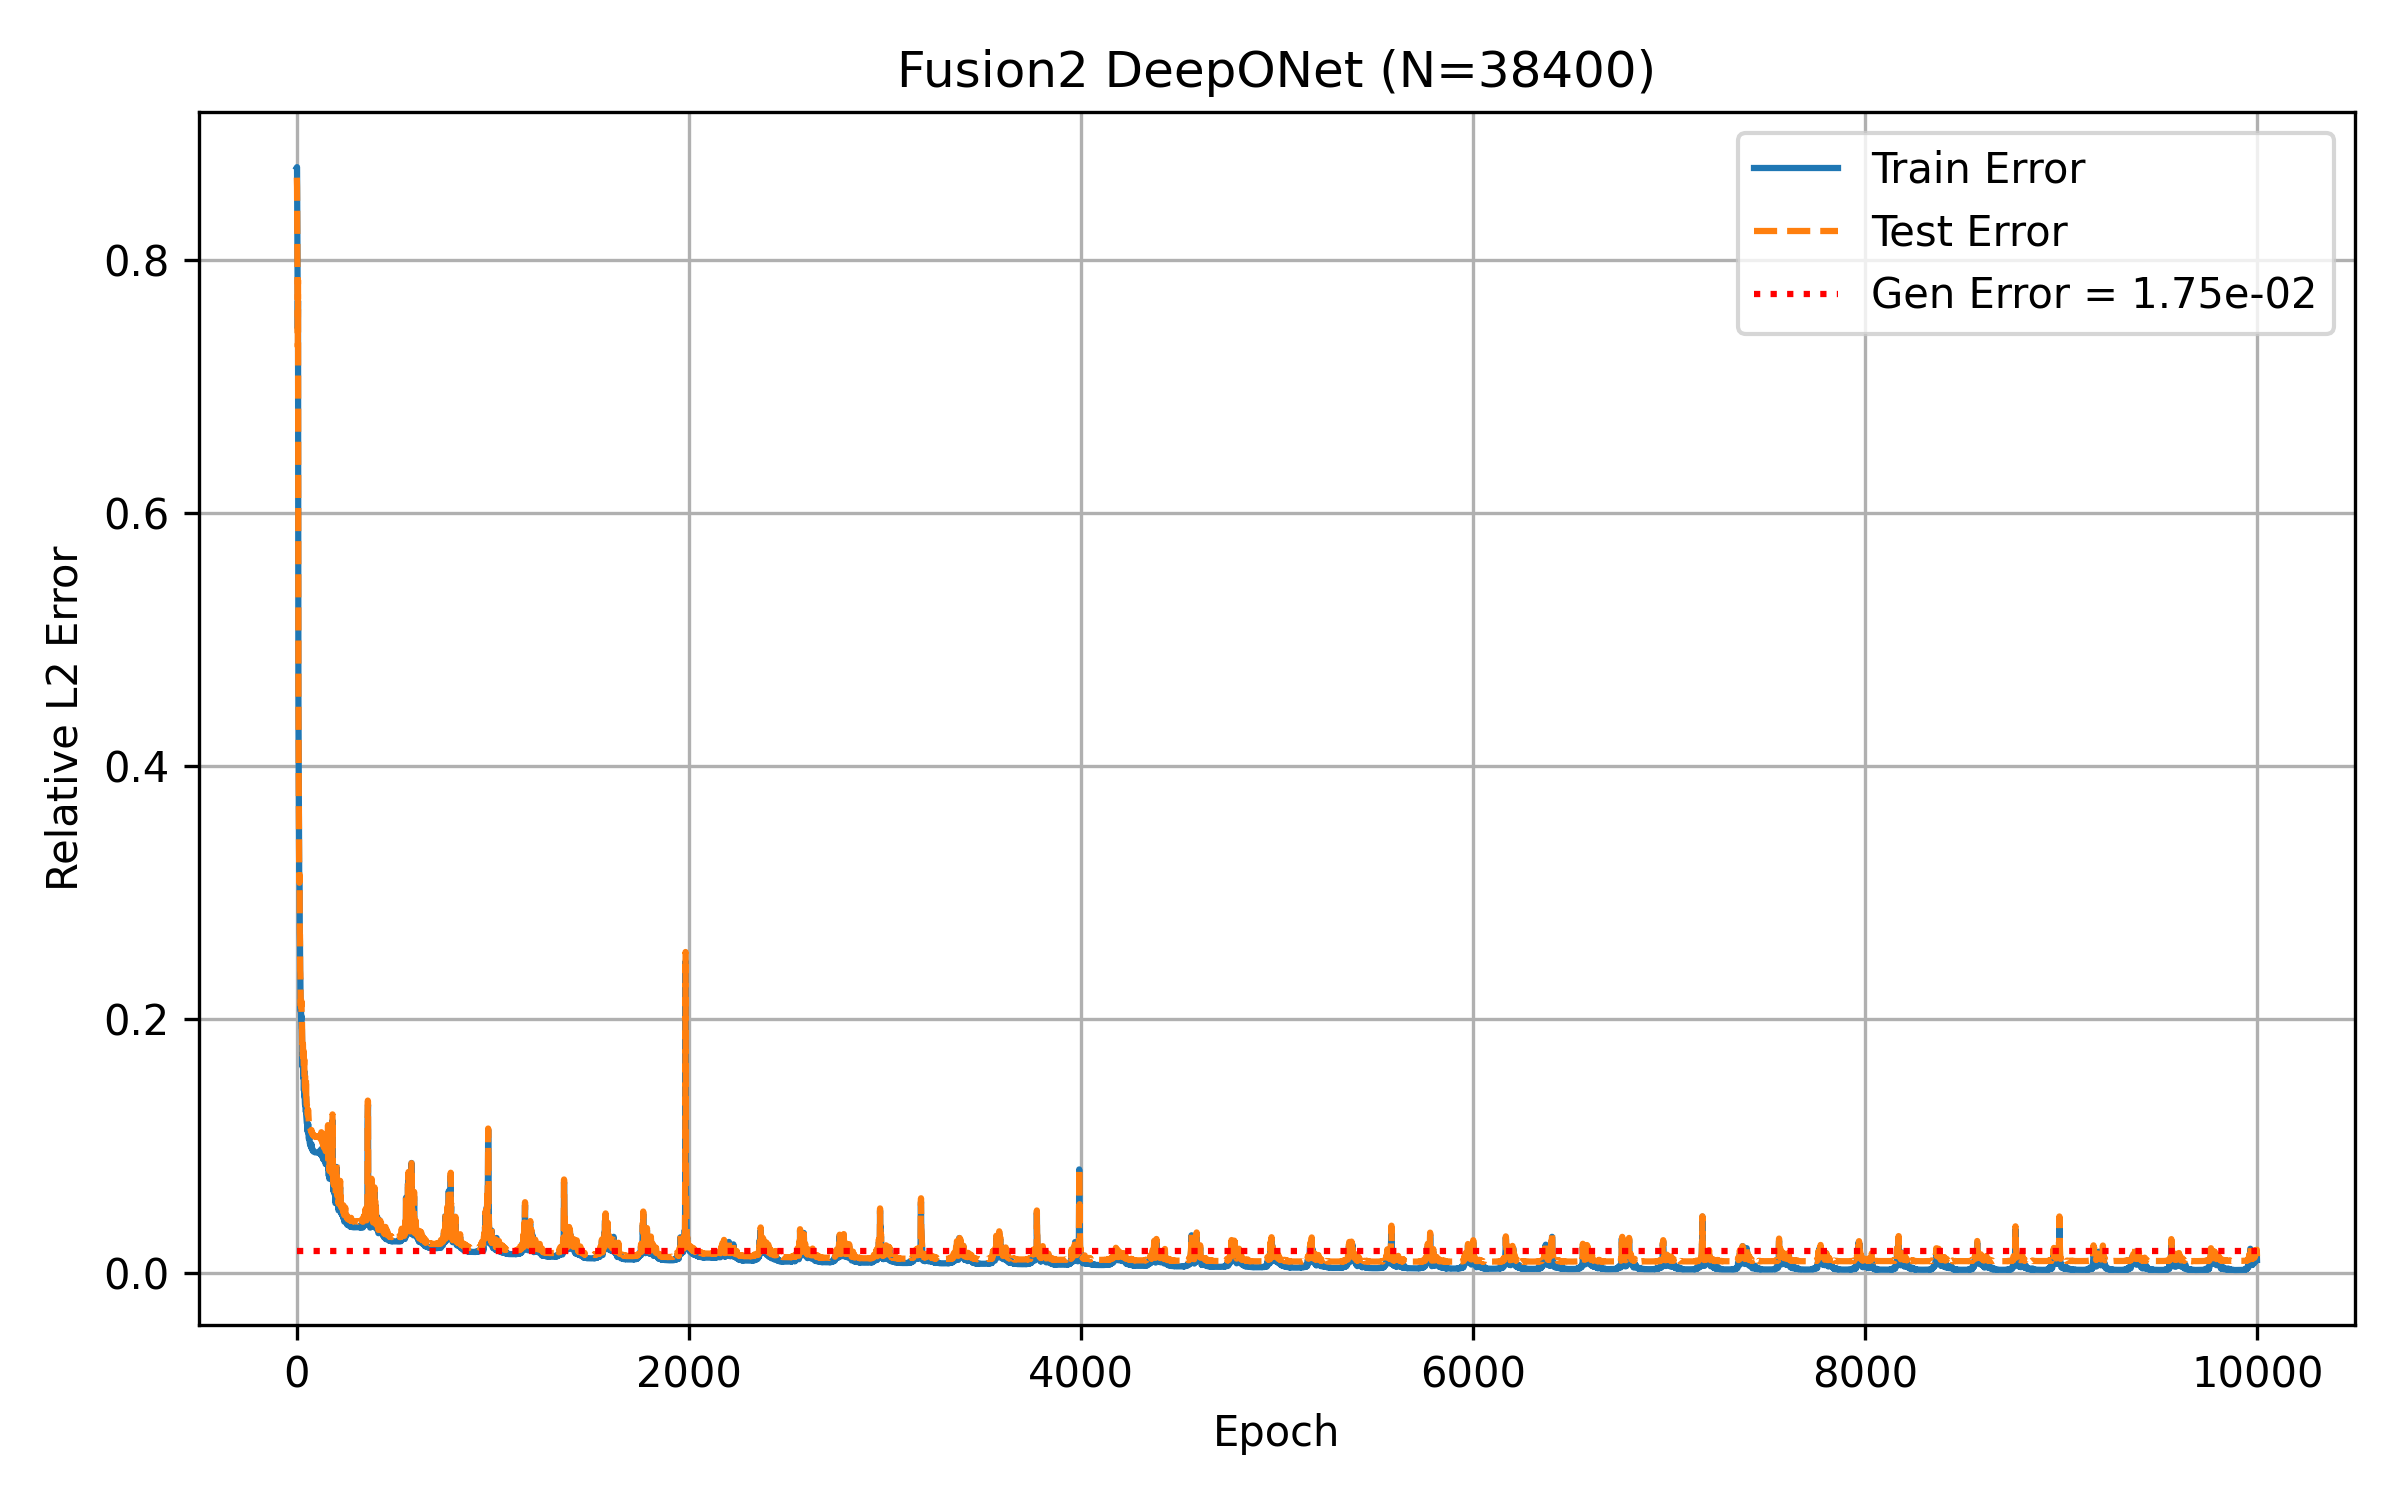 Fusion2 DeepONet (N=38400)
Train Error
Test Error
Gen Error = 1.75e-02
Relative L2 Error
0.8
0.6
0.4
0.2
0.0
0 2000 4000 6000 8000 10000
Epoch